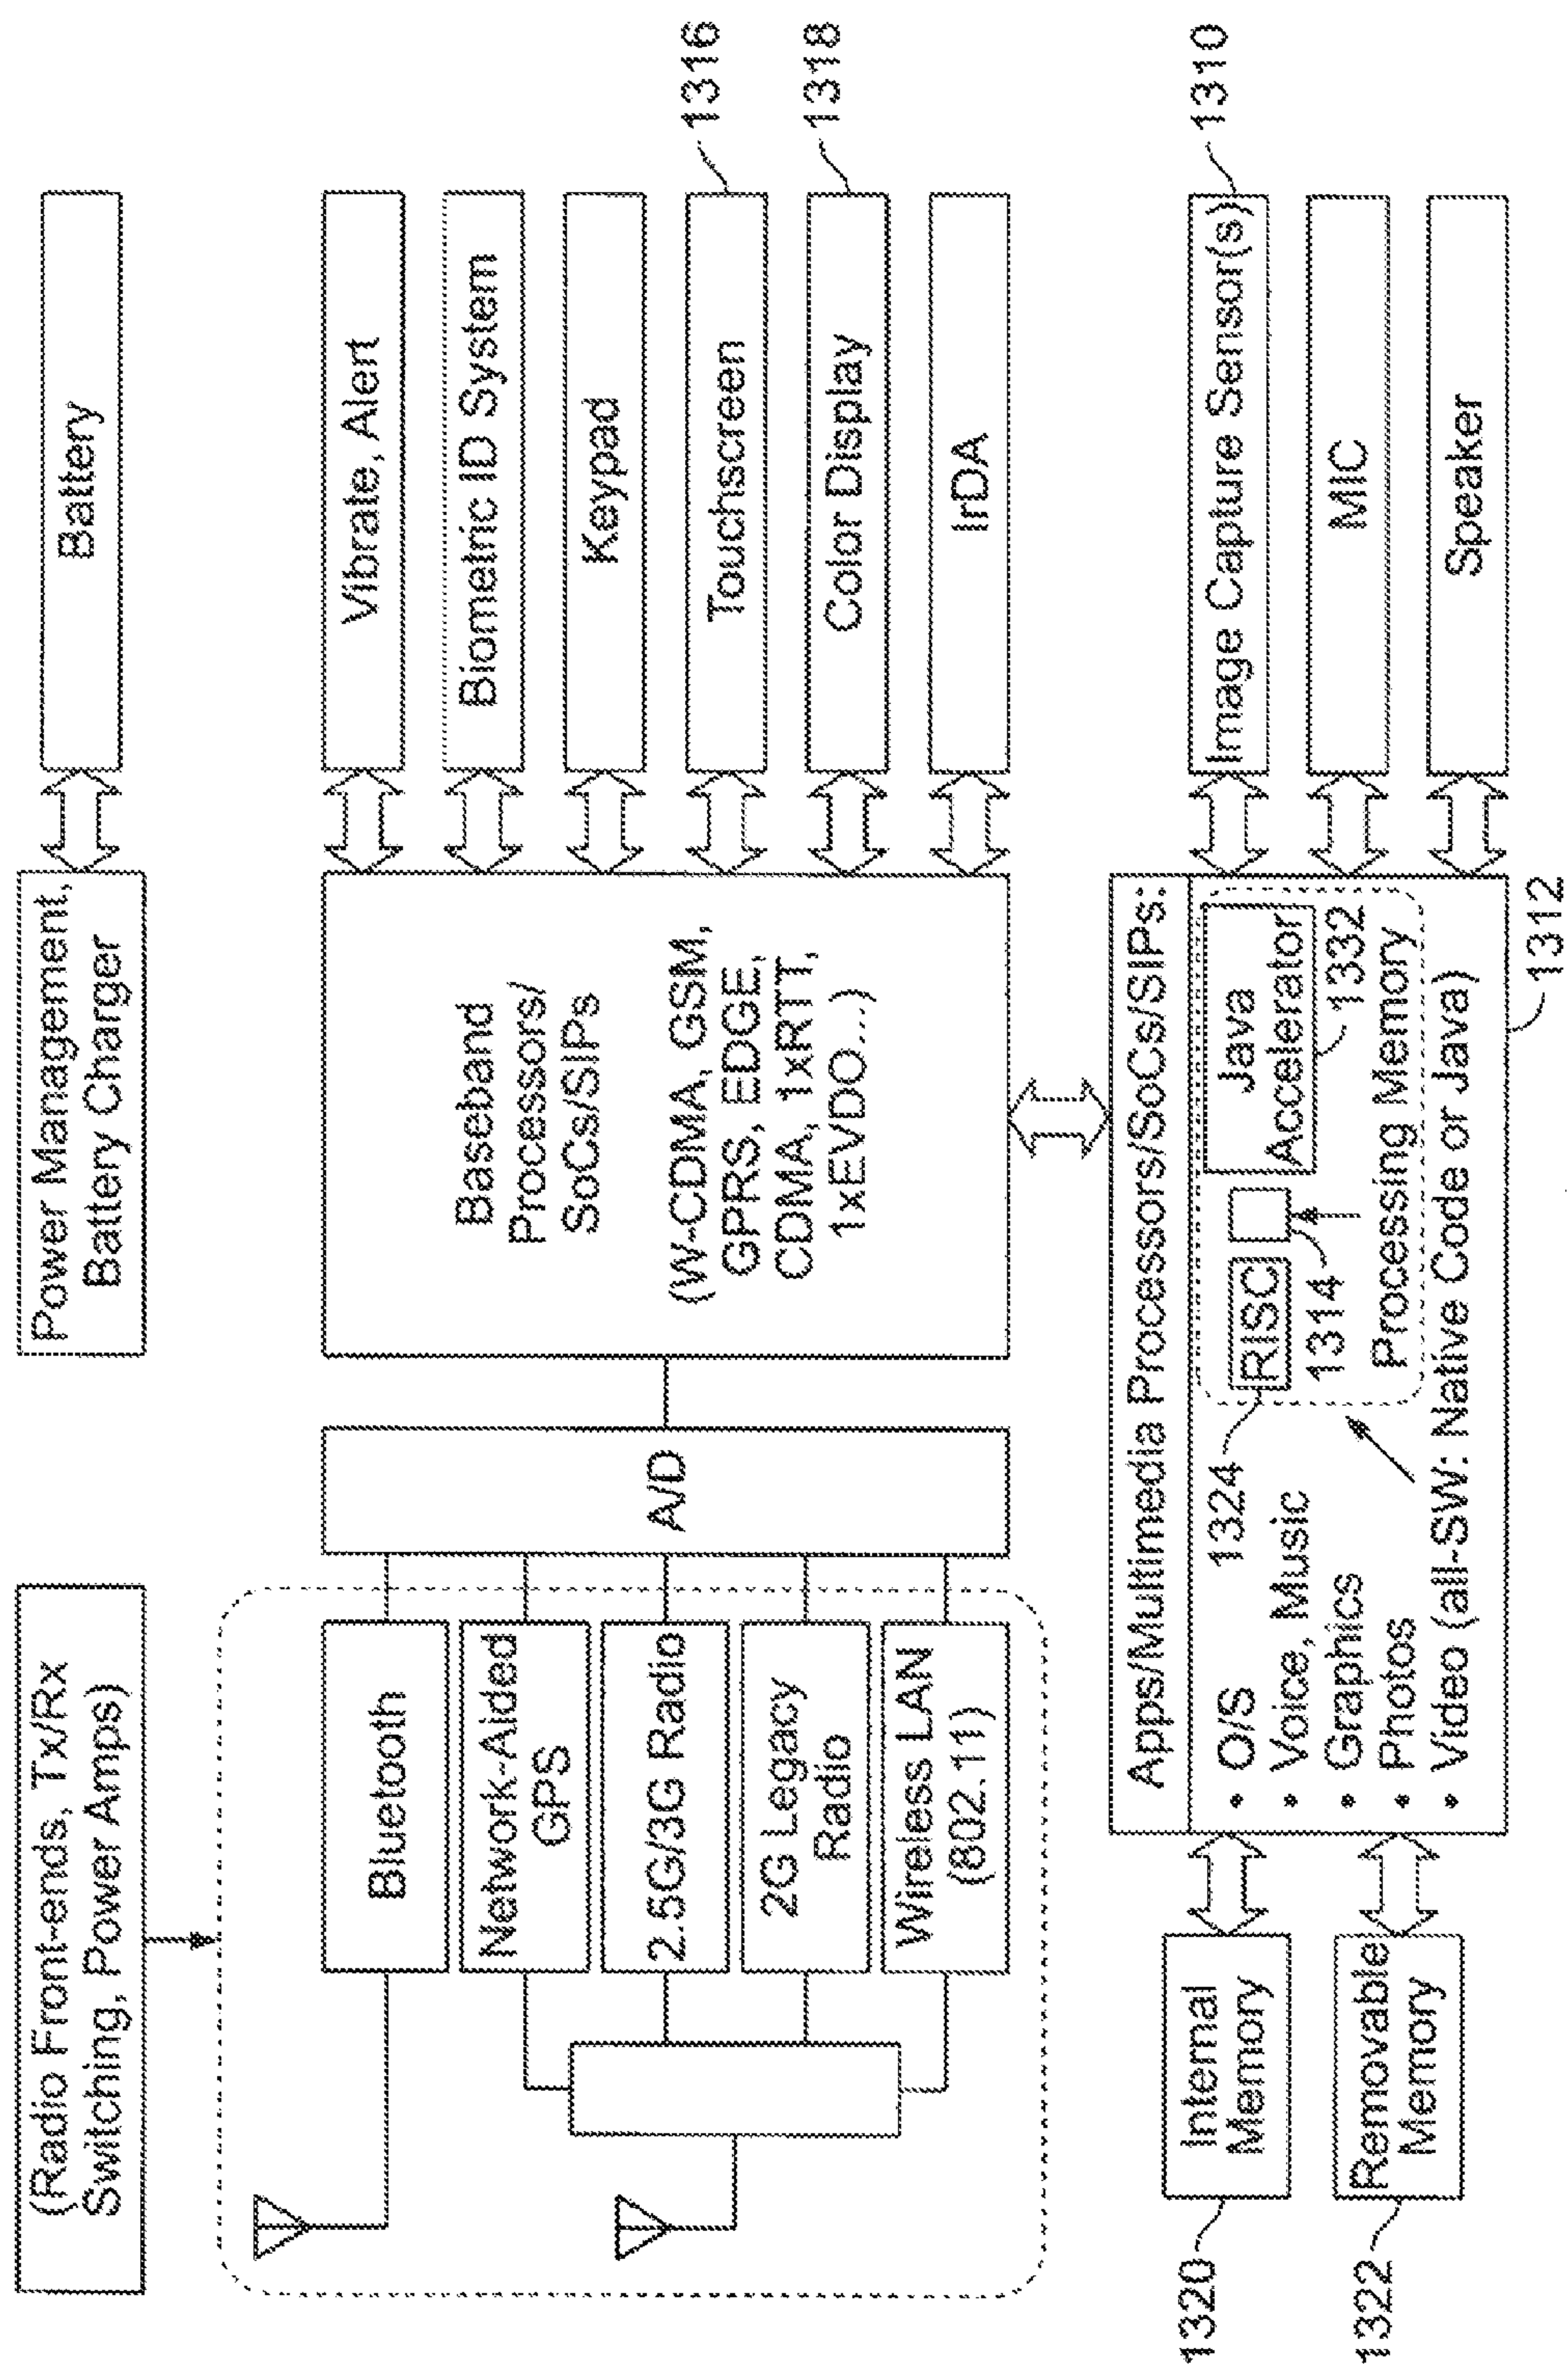 (Radio Front-ends, Tx/Rx
Switching, Power Amps)
Power Management,
Battery Charger
Battery
Bluetooth
Network-Aided
GPS
2.5G/3G Radio
2G Legacy
Radio
Wireless LAN
(802.11)
A/D
Baseband
Processors/
SoCs/SIPs
(W-CDMA, GSM,
GPRS, EDGE,
CDMA, 1xRTT,
1xEVDO...)
Vibrate, Alert
Biometric ID System
Keypad
Touchscreen
1316
Color Display
1318
IrDA
Internal
Memory
1320
Removable
Memory
1322
Apps/Multimedia Processors/SoCs/SIPs:
• O/S
• Voice, Music
• Graphics
• Photos
• Video (all-SW: Native Code or Java)
1324
RISC
1314
Java
Accelerator
1332
Processing Memory
1312
Image Capture Sensor(s)
1310
MIC
Speaker